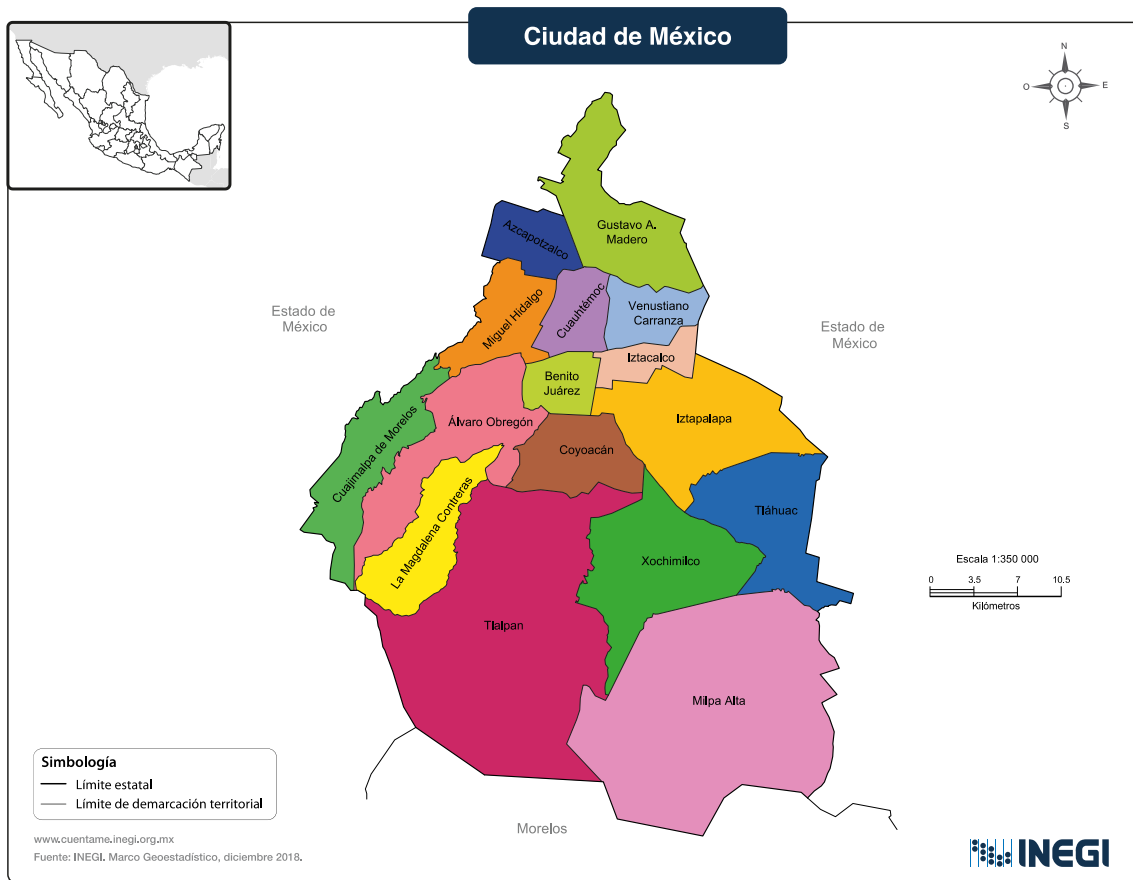 Ciudad de México
N
O
E
S
Gustavo A.
Madero
Azcapotzalco
Miguel Hidalgo
Cuauhtémoc
Venustiano
Carranza
Estado de
México
Estado de
México
Iztacalco
Benito
Juárez
Cuajimalpa de Morelos
Álvaro Obregón
Iztapalapa
Coyoacán
La Magdalena Contreras
Tláhuac
Xochimilco
Escala 1:350 000
0 3.5 7 10.5
Kilómetros
Tlalpan
Milpa Alta
Simbología
Límite estatal
Límite de demarcación territorial
Morelos
www.cuentame.inegi.org.mx
Fuente: INEGI. Marco Geoestadístico, diciembre 2018.
INEGI